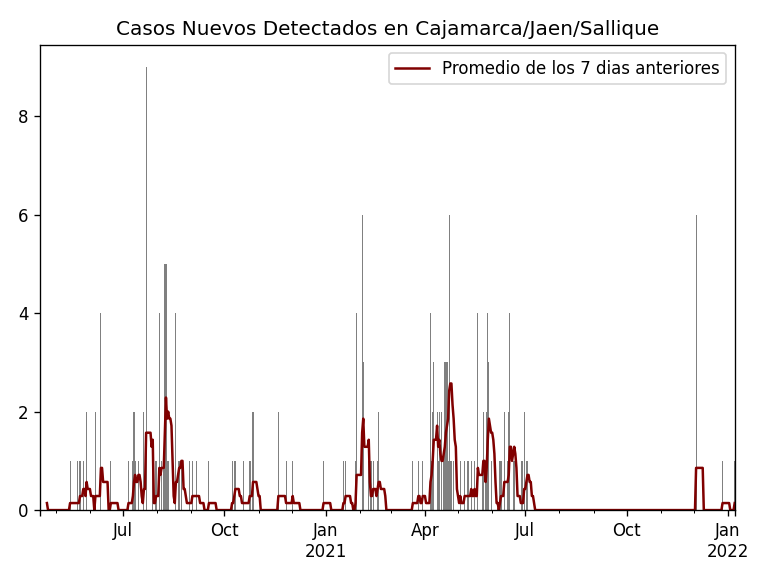 Casos Nuevos Detectados en Cajamarca/Jaen/Sallique
Promedio de los 7 dias anteriores
8
6
4
2
0
Jul
Oct
Jan
2021
Apr
Jul
Oct
Jan
2022